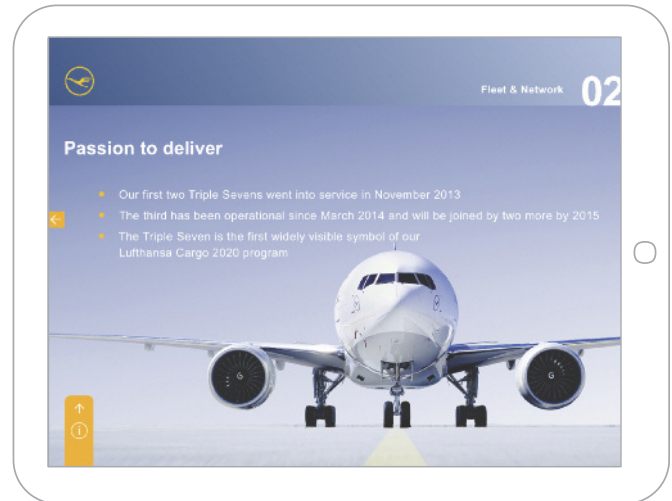 Fleet & Network 02
Passion to deliver
Our first two Triple Sevens went into service in November 2013
The third has been operational since March 2014 and will be joined by two more by 2015
The Triple Seven is the first widely visible symbol of our
Lufthansa Cargo 2020 program